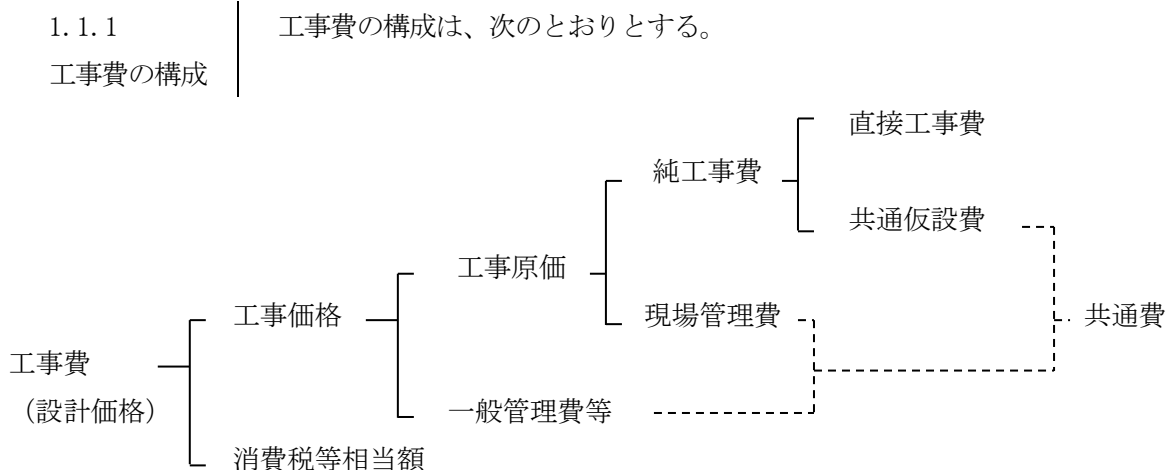 1.1.1
工事費の構成
工事費の構成は、次のとおりとする。
直接工事費
純工事費
共通仮設費
工事原価
工事価格
現場管理費
共通費
工事費
（設計価格）
一般管理費等
消費税等相当額